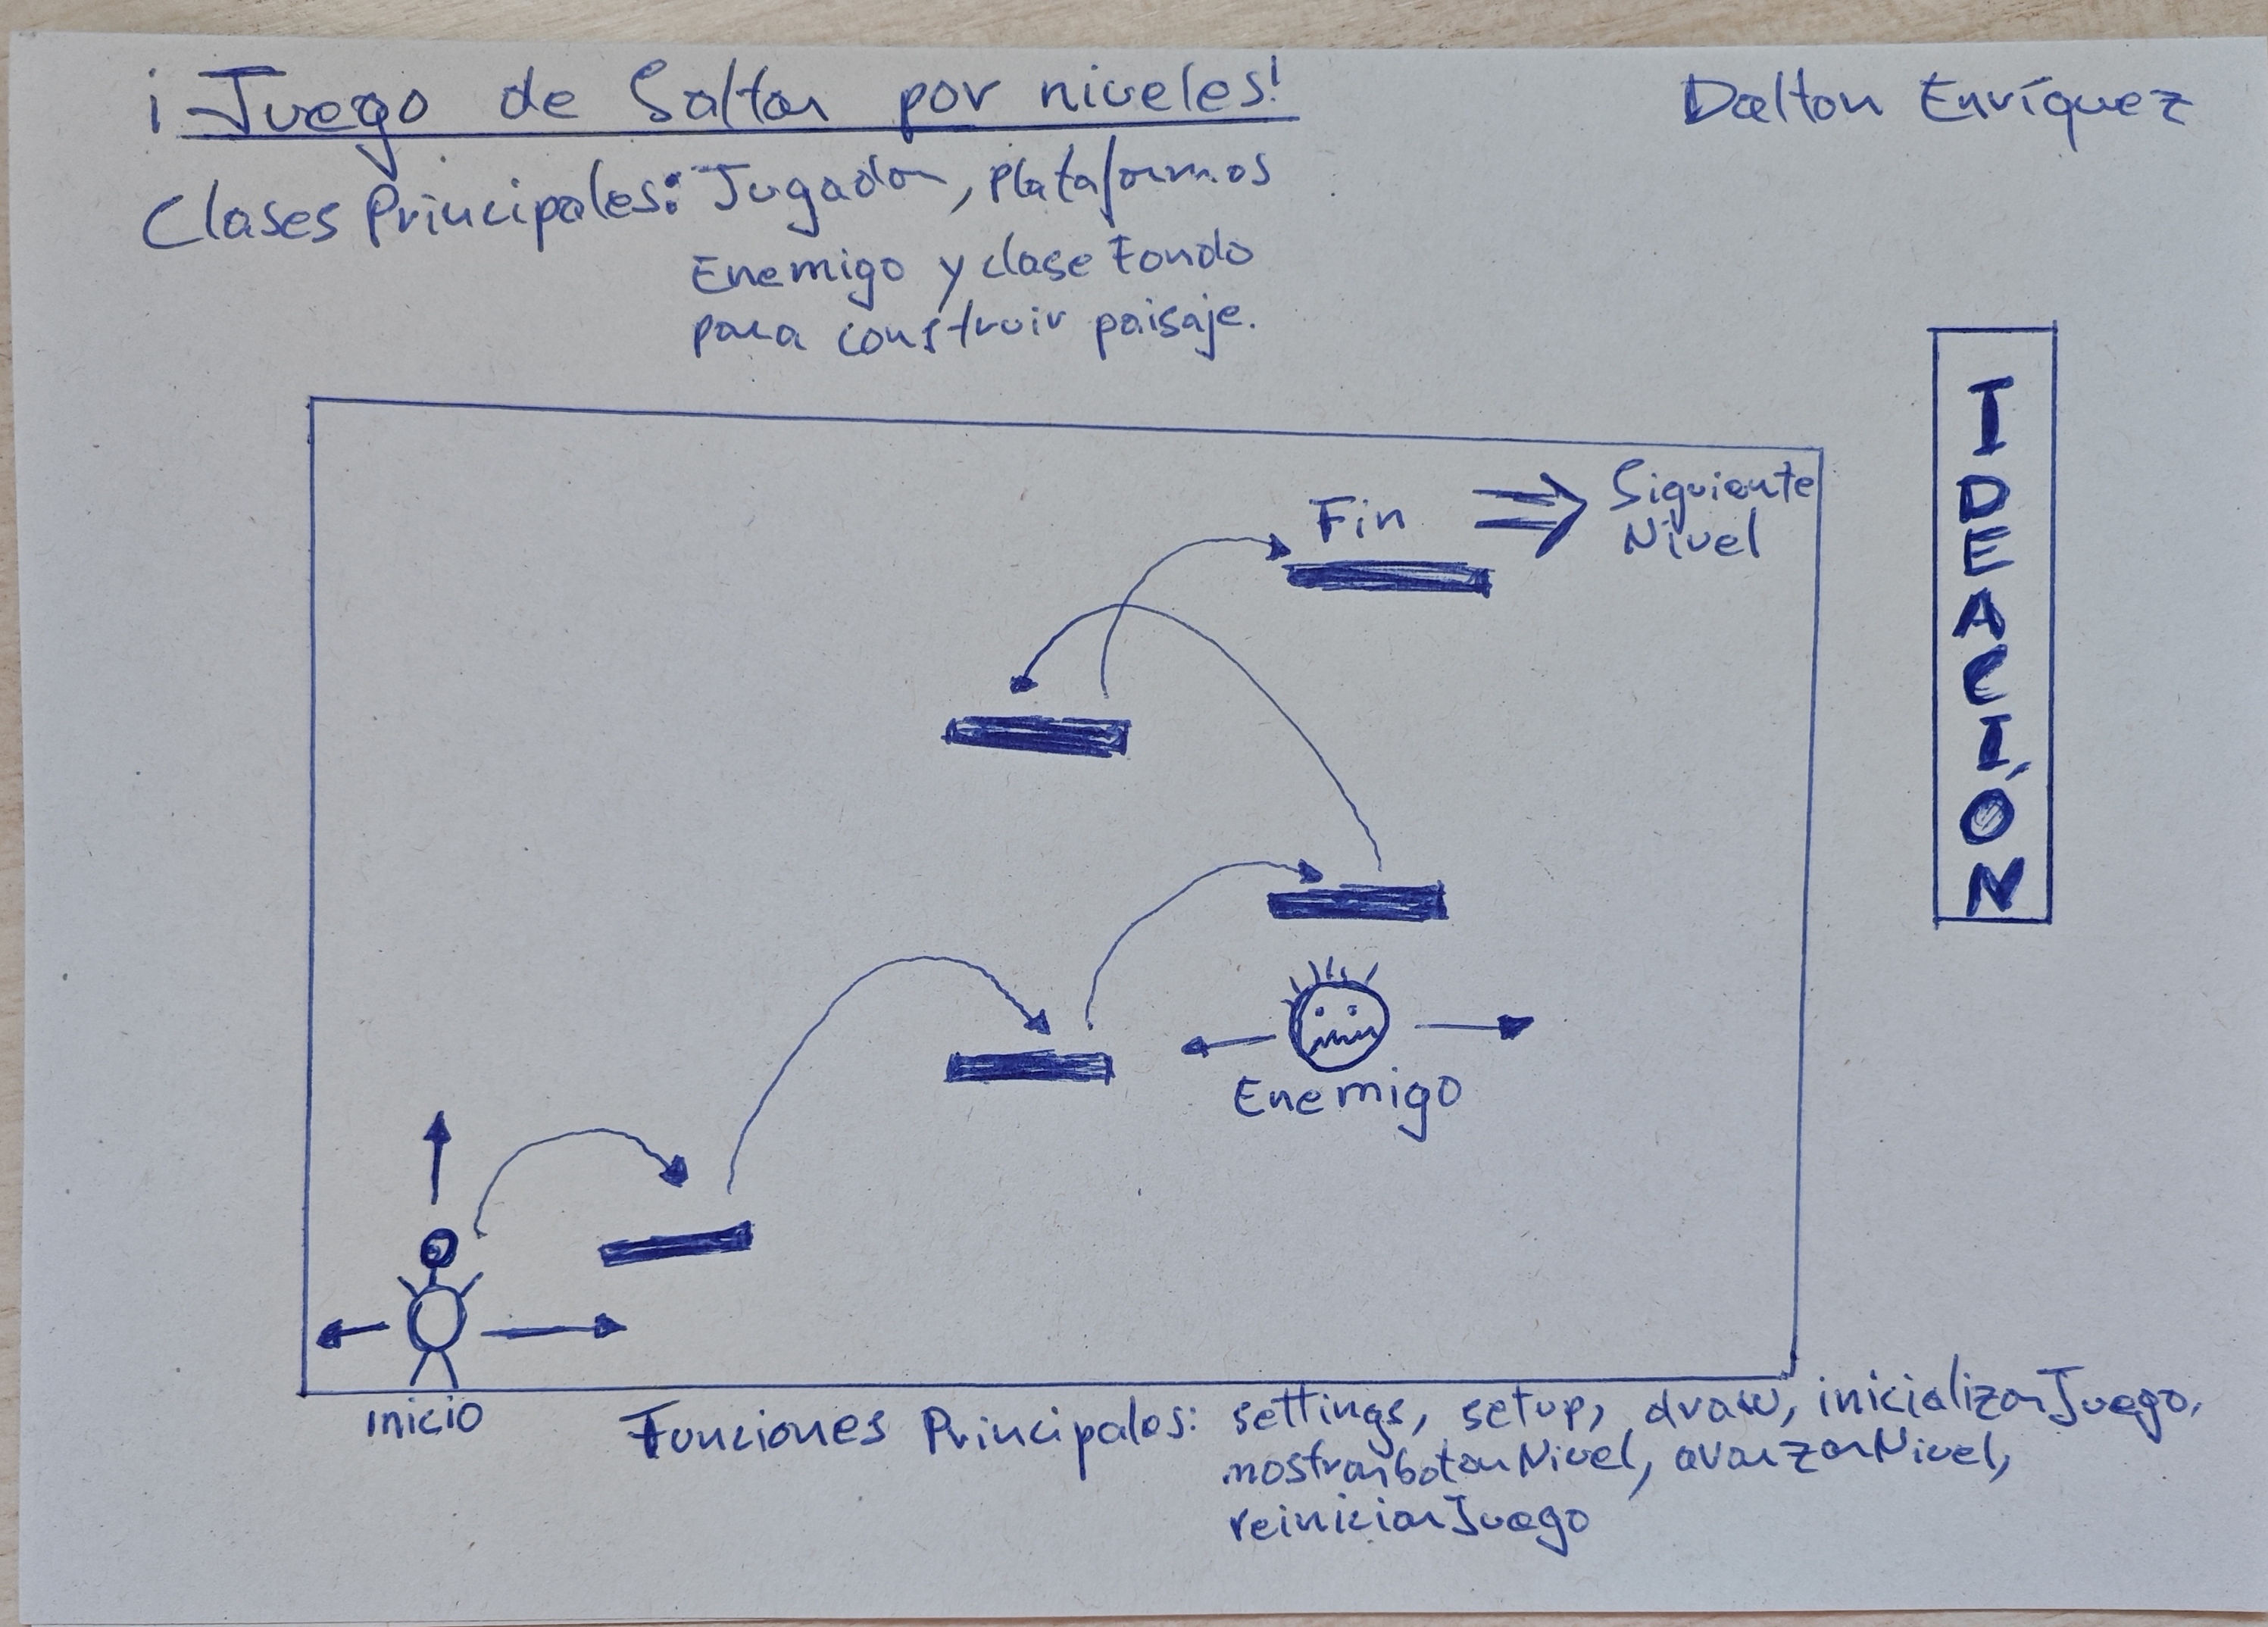 ¡Juego de Saltar por niveles!
Dalton Enríquez
Clases Principales: Jugador, Plataformas
Enemigo y clase Fondo
para construir paisaje.
IDEACIÓN
Fin
Siguiente
Nivel
Enemigo
inicio
Funciones Principales: settings, setup, draw, inicializarJuego,
mostrarbotonNivel, avanzarNivel,
reiniciarJuego